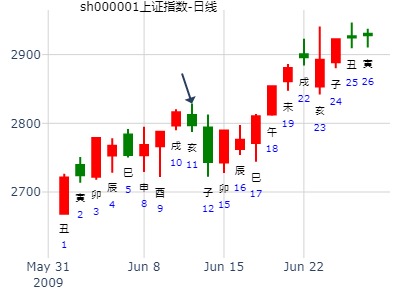 sh000001上证指数-日线
2900
2800
2700
丑
1
寅
2
卯
3
辰
4
巳
5
申
8
酉
9
戌
10
亥
11
子
12
卯
15
辰
16
巳
17
午
18
未
19
戌
22
亥
23
子
24
丑
25
寅
26
May 31
2009
Jun 8
Jun 15
Jun 22